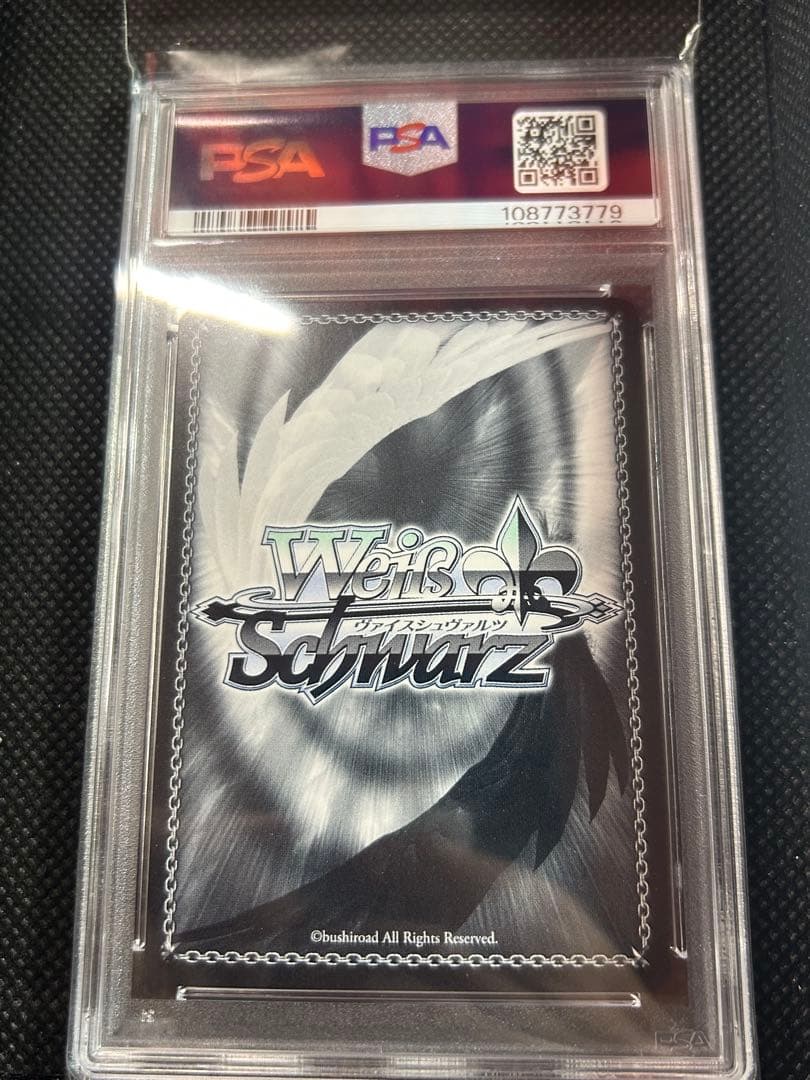 PSA
PSA
108773779
Weiß
ヴァイスシュヴァルツ
Schwarz
©bushiroad All Rights Reserved.
PSA